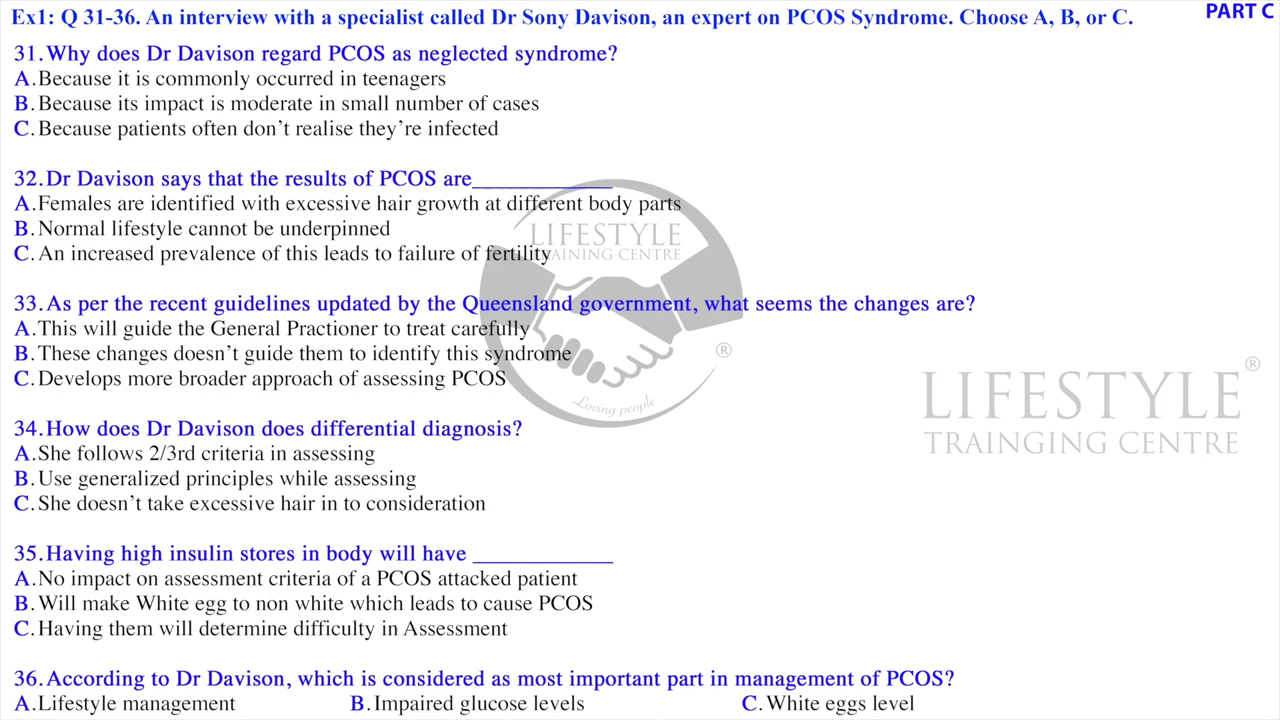 Ex1: Q 31-36. An interview with a specialist called Dr Sony Davison, an expert on PCOS Syndrome. Choose A, B, or C.
PART C
31.Why does Dr Davison regard PCOS as neglected syndrome?
A.Because it is commonly occurred in teenagers
B.Because its impact is moderate in small number of cases
C.Because patients often don't realise they're infected
32.Dr Davison says that the results of PCOS are_____________
A.Females are identified with excessive hair growth at different body parts
B.Normal lifestyle cannot be underpinned
C.An increased prevalence of this leads to failure of fertility
33.As per the recent guidelines updated by the Queensland government, what seems the changes are?
A.This will guide the General Practioner to treat carefully
B.These changes doesn't guide them to identify this syndrome
C.Develops more broader approach of assessing PCOS
34.How does Dr Davison does differential diagnosis?
A.She follows 2/3rd criteria in assessing
B.Use generalized principles while assessing
C.She doesn't take excessive hair in to consideration
35.Having high insulin stores in body will have _____________
A.No impact on assessment criteria of a PCOS attacked patient
B.Will make White egg to non white which leads to cause PCOS
C.Having them will determine difficulty in Assessment
36.According to Dr Davison, which is considered as most important part in management of PCOS?
A.Lifestyle management B.Impaired glucose levels C.White eggs level
LIFESTYLE
AINING CENTRE
Loving people
®
LIFESTYLE®
TRAINGING CENTRE